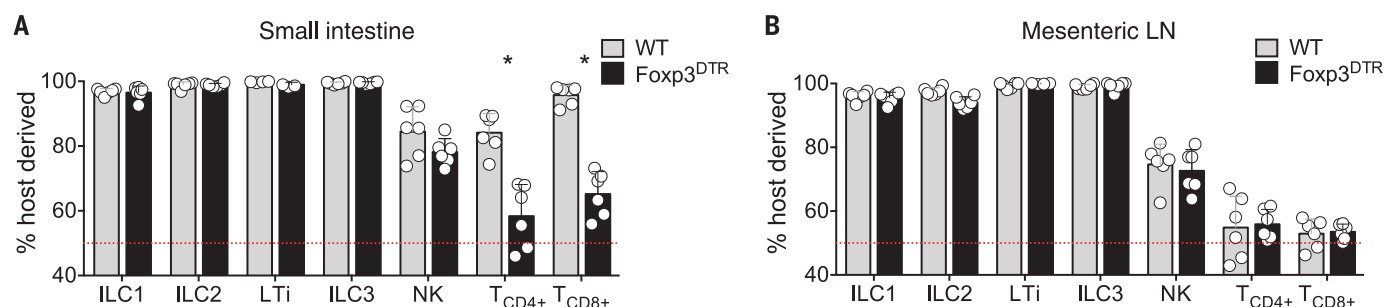 A
Small intestine
WT
Foxp3DTR
* *
% host derived
100
80
60
40
ILC1 ILC2 LTi ILC3 NK TCD4+ TCD8+
B
Mesenteric LN
WT
Foxp3DTR
% host derived
100
80
60
40
ILC1 ILC2 LTi ILC3 NK TCD4+ TCD8+